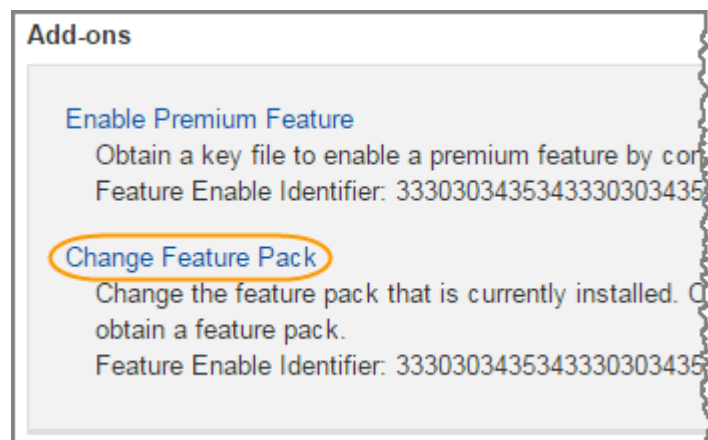 Add-ons
Enable Premium Feature
Obtain a key file to enable a premium feature by
Feature Enable Identifier: 3330303435343330303435
Change Feature Pack
Change the feature pack that is currently installed.
obtain a feature pack.
Feature Enable Identifier: 3330303435343330303435